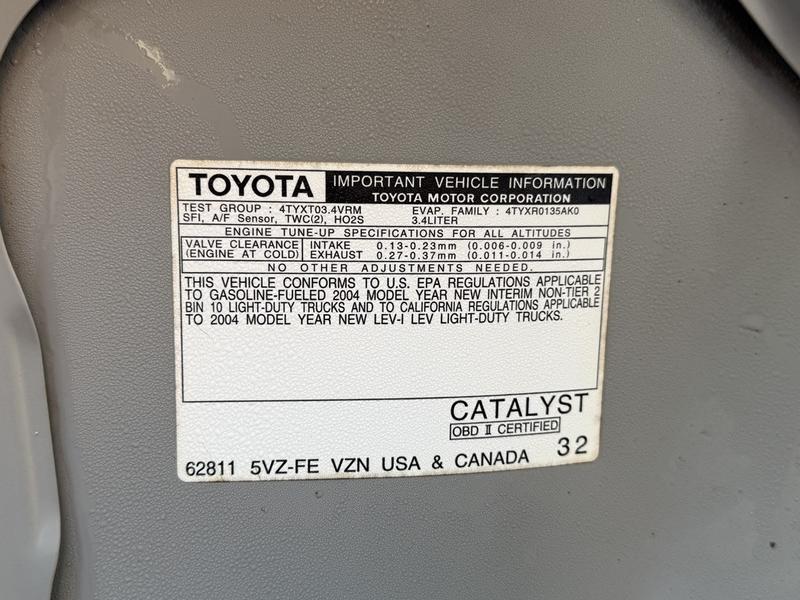 TOYOTA IMPORTANT VEHICLE INFORMATION
TOYOTA MOTOR CORPORATION
TEST GROUP : 4TYXT03.4VRM EVAP. FAMILY : 4TYXR0135AK0
SFI, A/F Sensor, TWC(2), HO2S 3.4LITER
ENGINE TUNE-UP SPECIFICATIONS FOR ALL ALTITUDES
VALVE CLEARANCE INTAKE 0.13-0.23mm (0.006-0.009 in.)
(ENGINE AT COLD) EXHAUST 0.27-0.37mm (0.011-0.014 in.)
NO OTHER ADJUSTMENTS NEEDED.
THIS VEHICLE CONFORMS TO U.S. EPA REGULATIONS APPLICABLE
TO GASOLINE-FUELED 2004 MODEL YEAR NEW INTERIM NON-TIER 2
BIN 10 LIGHT-DUTY TRUCKS AND TO CALIFORNIA REGULATIONS APPLICABLE
TO 2004 MODEL YEAR NEW LEV-I LEV LIGHT-DUTY TRUCKS.
CATALYST
OBD II CERTIFIED
62811 5VZ-FE VZN USA & CANADA 32